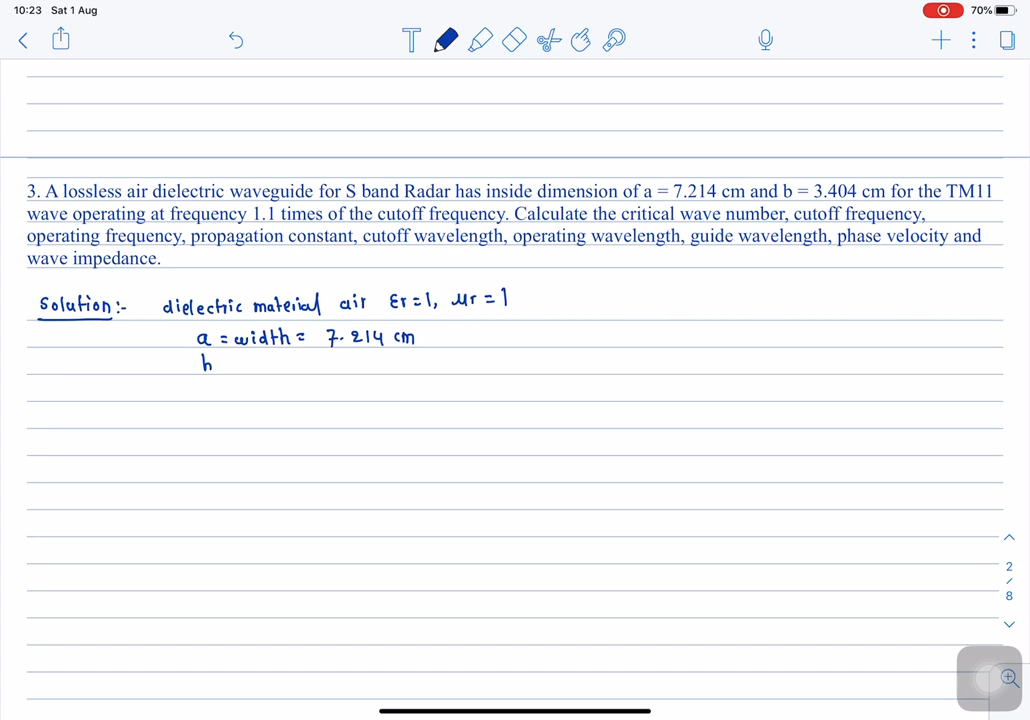 10:23 Sat 1 Aug
70%
3. A lossless air dielectric waveguide for S band Radar has inside dimension of a = 7.214 cm and b = 3.404 cm for the TM11
wave operating at frequency 1.1 times of the cutoff frequency. Calculate the critical wave number, cutoff frequency,
operating frequency, propagation constant, cutoff wavelength, operating wavelength, guide wavelength, phase velocity and
wave impedance.
Solution:- dielectric material air εr=1, μr=1
a = width = 7.214 cm
b
2
/
8